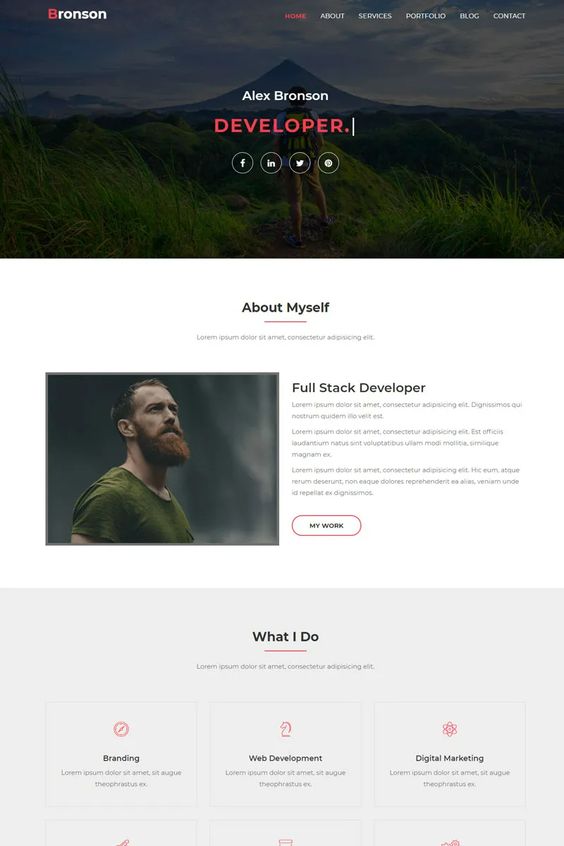 Bronson
HOME ABOUT SERVICES PORTFOLIO BLOG CONTACT
Alex Bronson
DEVELOPER.|
About Myself
Lorem ipsum dolor sit amet, consectetur adipisicing elit.
Full Stack Developer
Lorem ipsum dolor sit amet, consectetur adipisicing elit. Dignissimos qui
nostrum quidem illo velit est.
Lorem ipsum dolor sit amet, consectetur adipisicing elit. Est officiis
laudantium natus sint voluptatibus ullam modi mollitia, similique
magnam ex.
Lorem ipsum dolor sit amet, consectetur adipisicing elit. Hic eum, atque
rerum deserunt, non eaque dolores reprehenderit ea alias, veniam unde
id repellat ex dignissimos.
MY WORK
What I Do
Lorem ipsum dolor sit amet, consectetur adipisicing elit.
Branding
Lorem ipsum dolor sit amet, sit augue
theophrastus ex.
Web Development
Lorem ipsum dolor sit amet, sit augue
theophrastus ex.
Digital Marketing
Lorem ipsum dolor sit amet, sit augue
theophrastus ex.